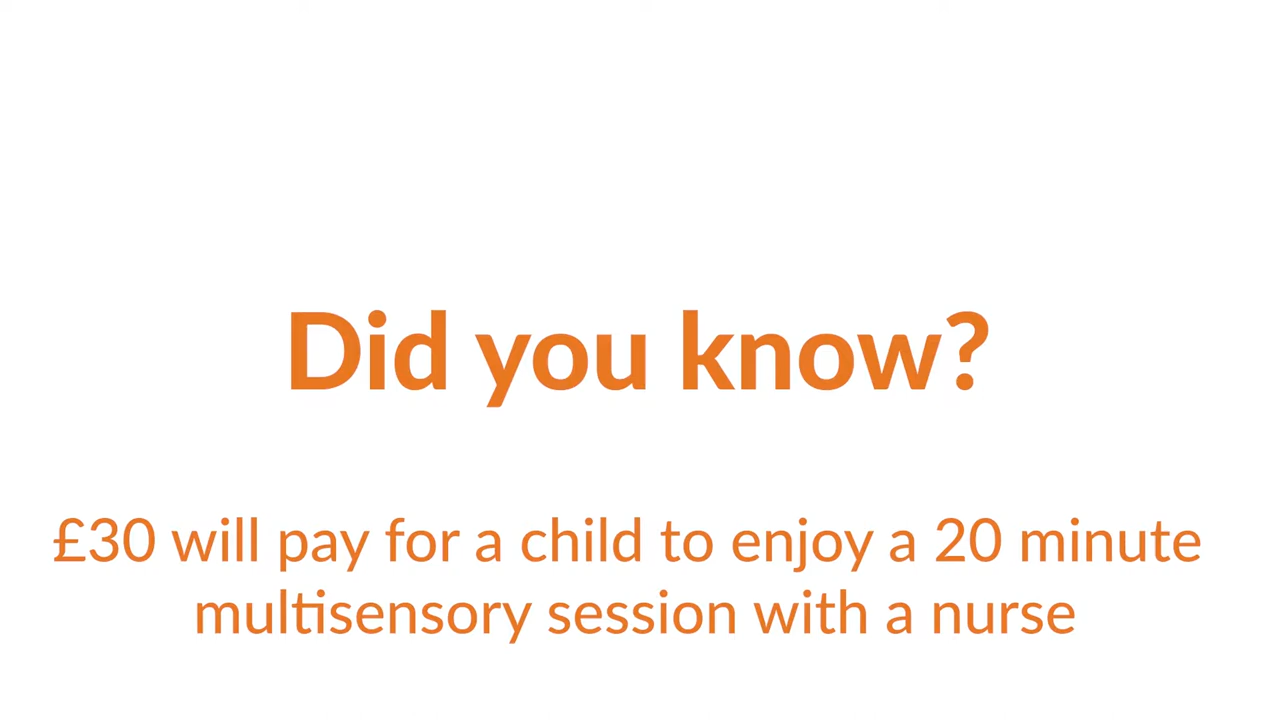 Did you know?
£30 will pay for a child to enjoy a 20 minute
multisensory session with a nurse